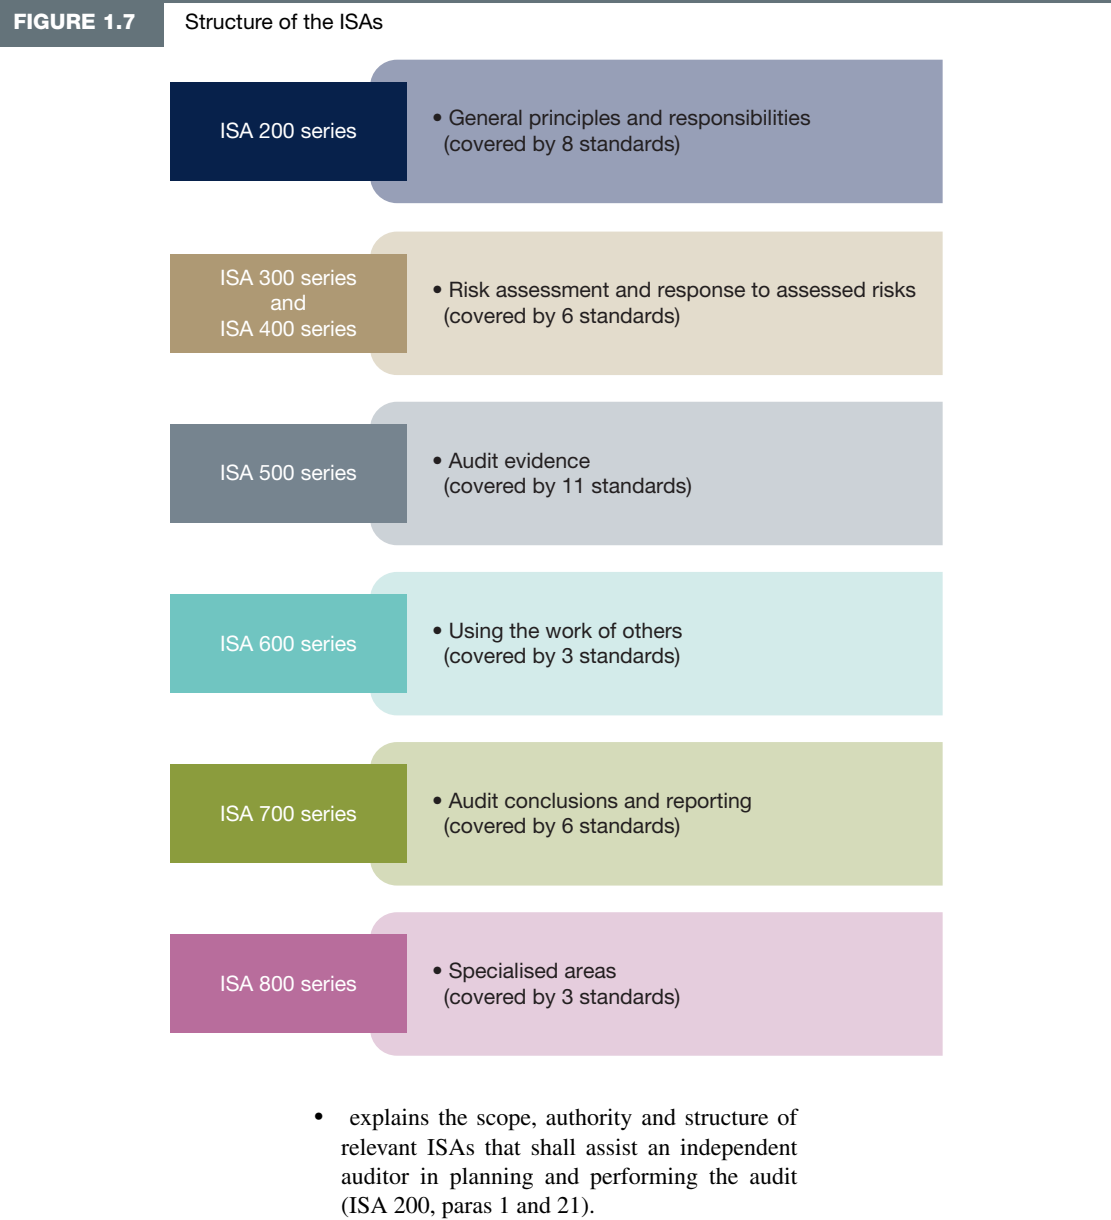 FIGURE 1.7 Structure of the ISAs
ISA 200 series
• General principles and responsibilities
(covered by 8 standards)
ISA 300 series
and
ISA 400 series
• Risk assessment and response to assessed risks
(covered by 6 standards)
ISA 500 series
• Audit evidence
(covered by 11 standards)
ISA 600 series
• Using the work of others
(covered by 3 standards)
ISA 700 series
• Audit conclusions and reporting
(covered by 6 standards)
ISA 800 series
• Specialised areas
(covered by 3 standards)
• explains the scope, authority and structure of
relevant ISAs that shall assist an independent
auditor in planning and performing the audit
(ISA 200, paras 1 and 21).